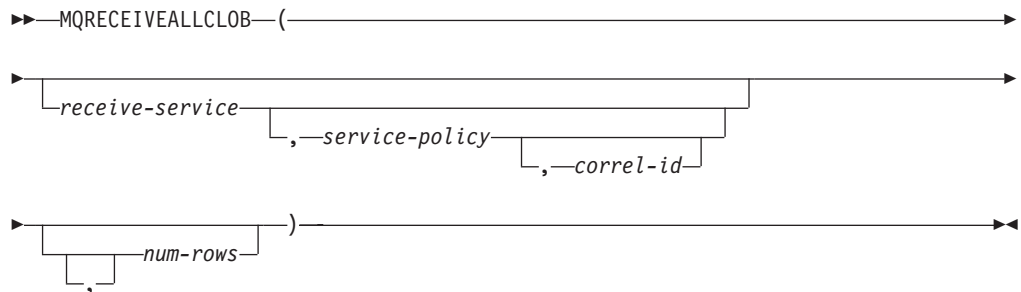 MQRECEIVEALLCLOB (
receive-service
, service-policy
, correl-id
)
num-rows
,